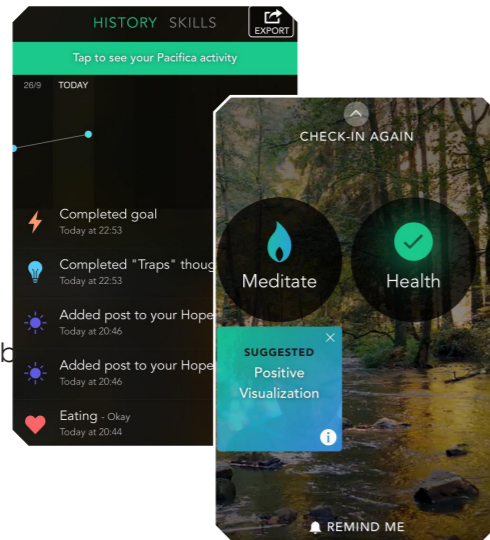 HISTORY SKILLS
EXPORT
Tap to see your Pacifica activity
26/9 TODAY
Completed goal
Today at 22:53
Completed "Traps" thoug
Today at 22:53
Added post to your Hope
Today at 20:46
b
Added post to your Hope
Today at 20:46
Eating - Okay
Today at 20:44
CHECK-IN AGAIN
Meditate
Health
SUGGESTED
Positive
Visualization
REMIND ME